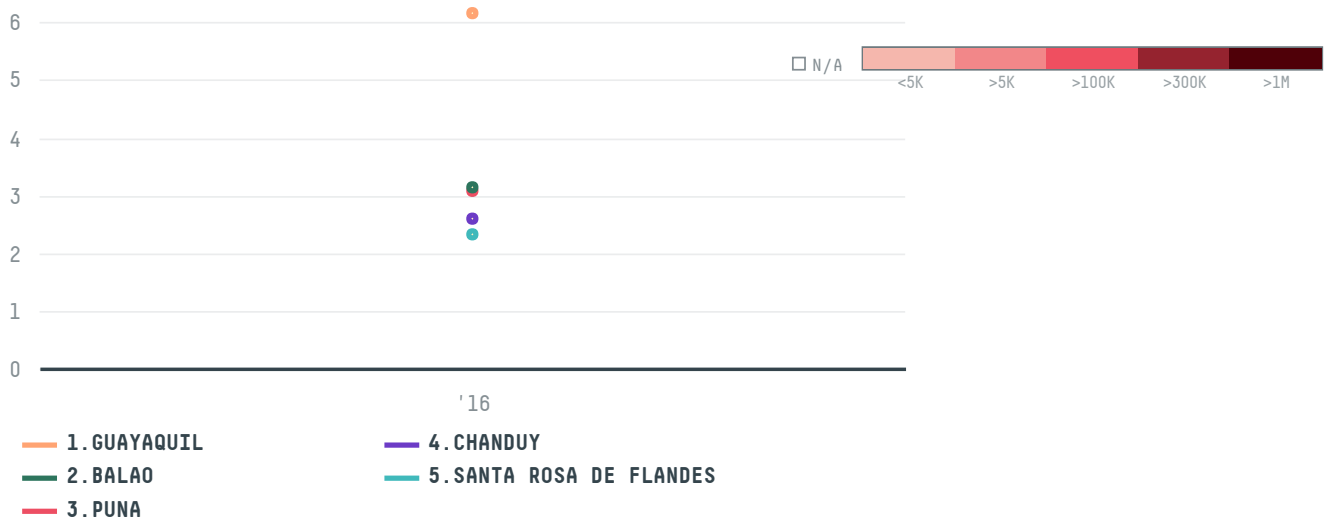 6
5
4
3
2
1
0
'16
N/A
<5K >5K >100K >300K >1M
1.GUAYAQUIL
2.BALAO
3.PUNA
4.CHANDUY
5.SANTA ROSA DE FLANDES